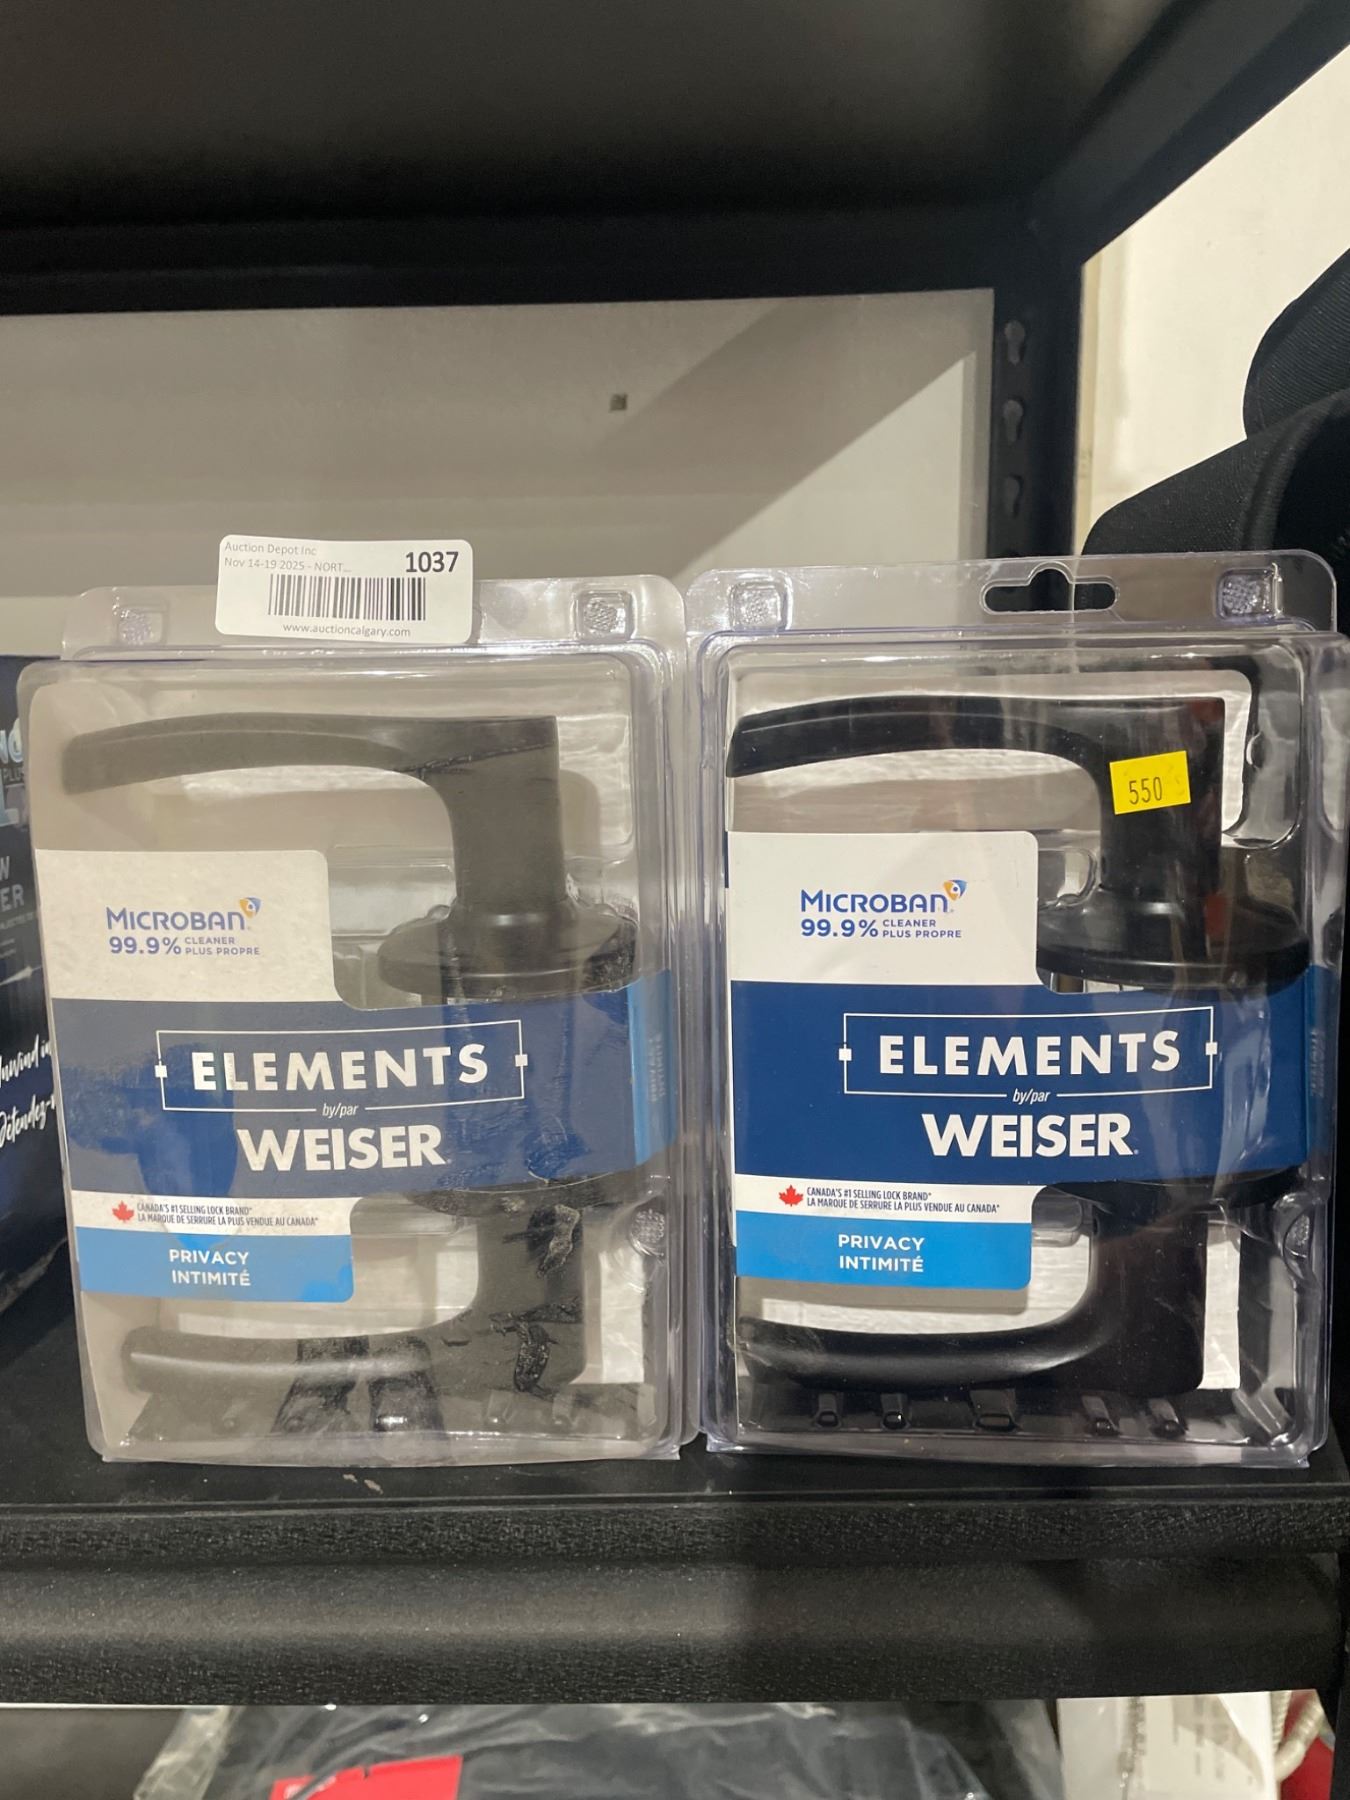 Auction Depot Inc
Nov 14-19 2025 - NORT...
1037
www.auctioncalgary.com
MICROBAN
99.9% CLEANER
PLUS PROPRE
ELEMENTS
by/par
WEISER
CANADA'S #1 SELLING LOCK BRAND*
LA MARQUE DE SERRURE LA PLUS VENDUE AU CANADA*
PRIVACY
INTIMITÉ
PRIVACY
INTIMITÉ
550
MICROBAN
99.9% CLEANER
PLUS PROPRE
ELEMENTS
by/par
WEISER
CANADA'S #1 SELLING LOCK BRAND*
LA MARQUE DE SERRURE LA PLUS VENDUE AU CANADA*
PRIVACY
INTIMITÉ